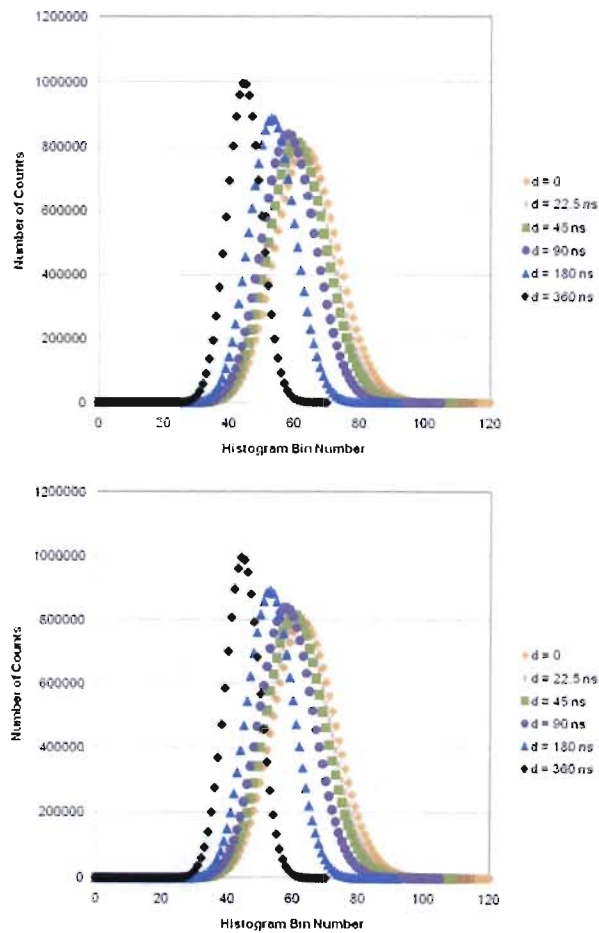 1200000
1000000
800000
600000
400000
200000
0
Number of Counts
0 20 40 60 80 100 120
Histogram Bin Number
d = 0
d = 22.5 ns
d = 45 ns
d = 90 ns
d = 180 ns
d = 360 ns
1200000
1000000
800000
600000
400000
200000
0
Number of Counts
0 20 40 60 80 100 120
Histogram Bin Number
d = 0
d = 22.5 ns
d = 45 ns
d = 90 ns
d = 180 ns
d = 360 ns